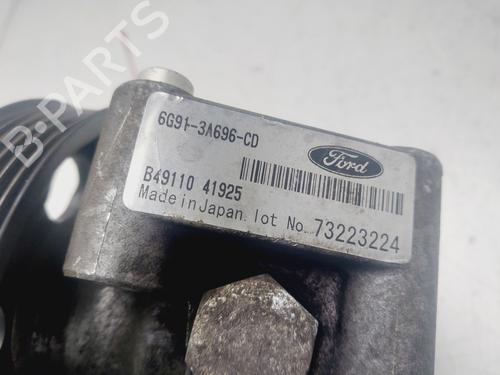 B-PARTS
6G91-3A696-CD
Ford
B49110 41925
Made in Japan. lot No. 73223224